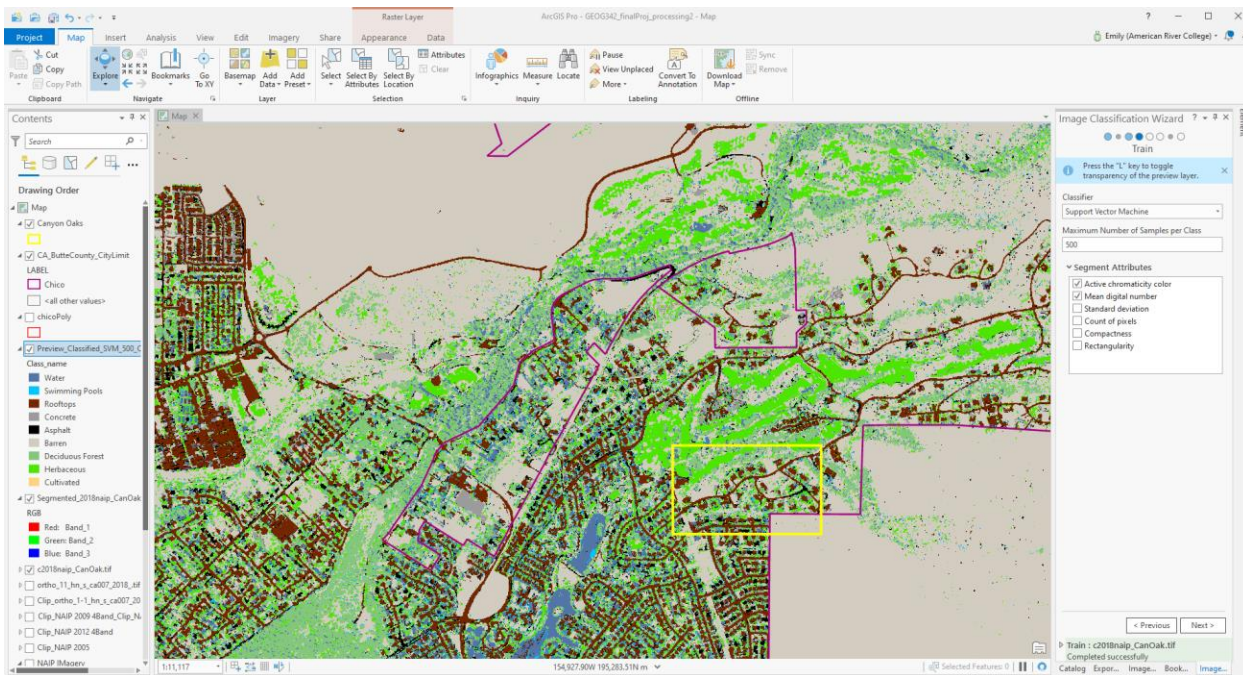 Raster Layer
ArcGIS Pro - GEOG342_finalProj_processing2 - Map
?
Project Map Insert Analysis View Edit Imagery Share Appearance Data
Emily (American River College)
Cut
Copy
Copy Path
Paste
Clipboard
Explore
Bookmarks
Go To XY
Navigate
Basemap
Add Data
Add Preset
Layer
Select
Select By Attributes
Select By Location
Attributes
Clear
Selection
Infographics
Measure
Locate
Inquiry
Pause
View Unplaced
More
Convert To Annotation
Labeling
Download Map
Sync
Remove
Offline
Contents
Search
Drawing Order
Map
Canyon Oaks
CA_ButteCounty_CityLimit
LABEL
Chico
<all other values>
chicoPoly
Preview_Classified_SVM_500_C
Class_name
Water
Swimming Pools
Rooftops
Concrete
Asphalt
Barren
Deciduous Forest
Herbaceous
Cultivated
Segmented_2018naip_CanOak
RGB
Red: Band_1
Green: Band_2
Blue: Band_3
c2018naip_CanOak.tif
ortho_11_hn_s_ca007_2018_.tif
Clip_ortho_1-1_hn_s_ca007_20
Clip_NAIP 2009 4Band_Clip_N
Clip_NAIP 2012 4Band
Clip_NAIP 2005
NAIP IMagery
Map
1:11,117
154,927.90W 195,283.51N m
Selected Features: 0
Image Classification Wizard
?
Train
Press the "L" key to toggle
transparency of the preview layer.
Classifier
Support Vector Machine
Maximum Number of Samples per Class
500
Segment Attributes
Active chromaticity color
Mean digital number
Standard deviation
Count of pixels
Compactness
Rectangularity
< Previous
Next >
Train : c2018naip_CanOak.tif
Completed successfully
Catalog Expor... Image... Book... Image...